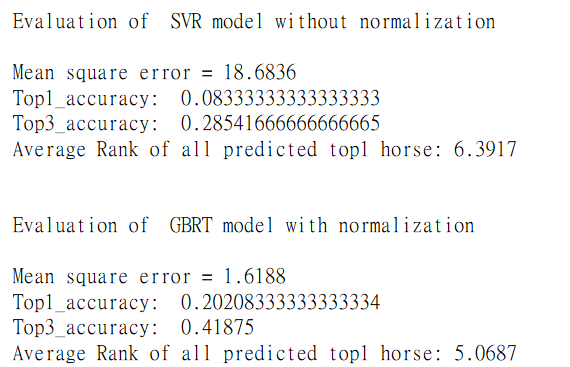 Evaluation of  SVR model without normalization
Mean square error = 18.6836
Top1_accuracy:  0.08333333333333333
Top3_accuracy:  0.28541666666666665
Average Rank of all predicted top1 horse: 6.3917
Evaluation of  GBRT model with normalization
Mean square error = 1.6188
Top1_accuracy:  0.20208333333333334
Top3_accuracy:  0.41875
Average Rank of all predicted top1 horse: 5.0687